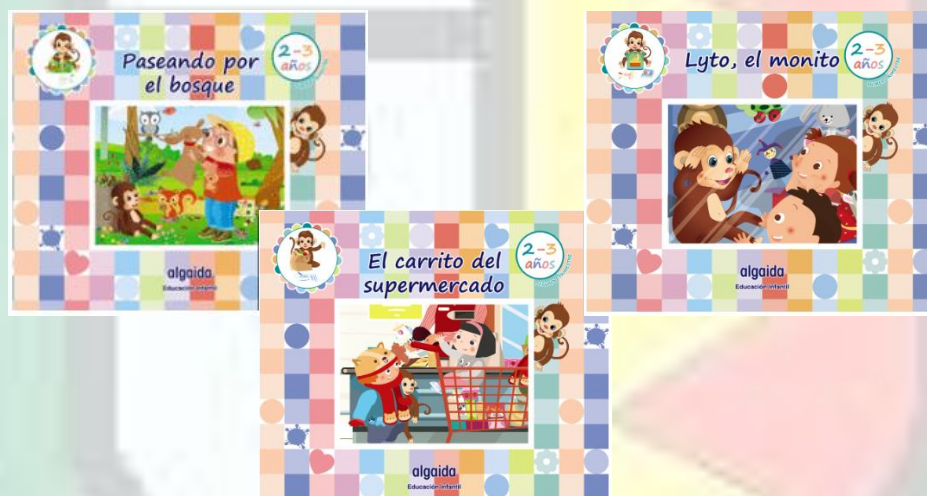 Paseando por
el bosque
2-3
años
algaida
Educación infantil
Lyto, el monito
2-3
años
algaida
Educación infantil
El carrito del
supermercado
2-3
años
algaida
Educación infantil